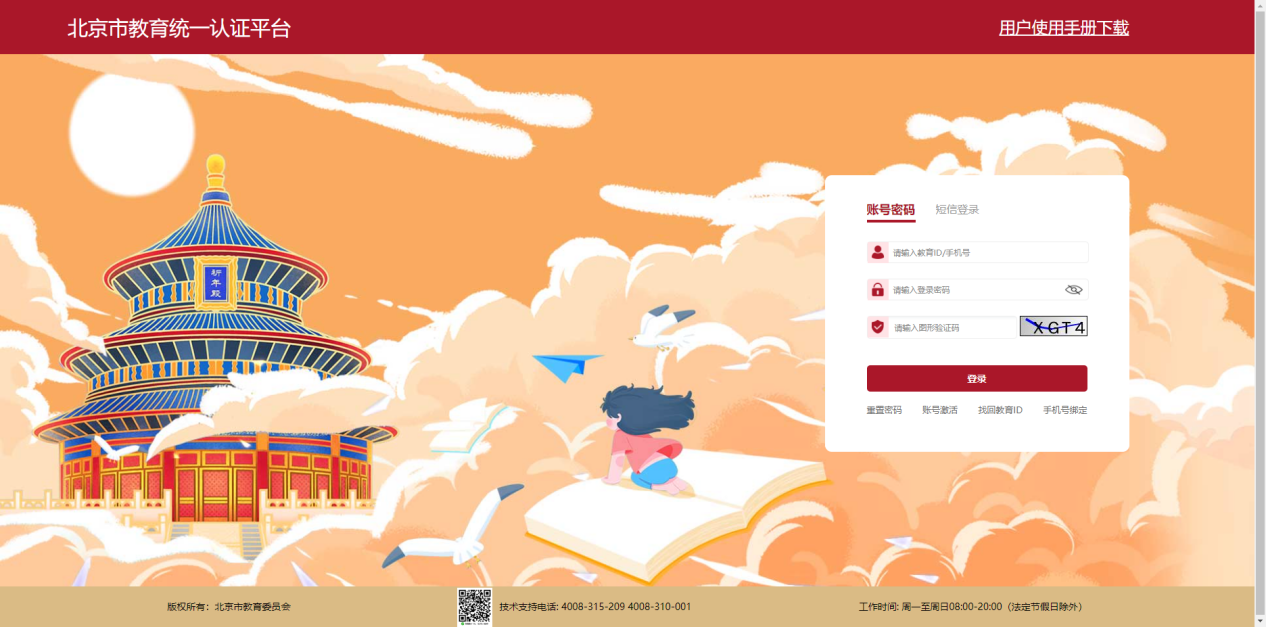 北京市教育统一认证平台
用户使用手册下载
祈年殿
账号密码 短信登录
请输入教育ID/手机号
请输入登录密码
请输入图形验证码 XGT4
登录
重置密码 账号激活 找回教育ID 手机号绑定
版权所有：北京市教育委员会
技术支持电话: 4008-315-209 4008-310-001
工作时间: 周一至周日08:00-20:00（法定节假日除外）